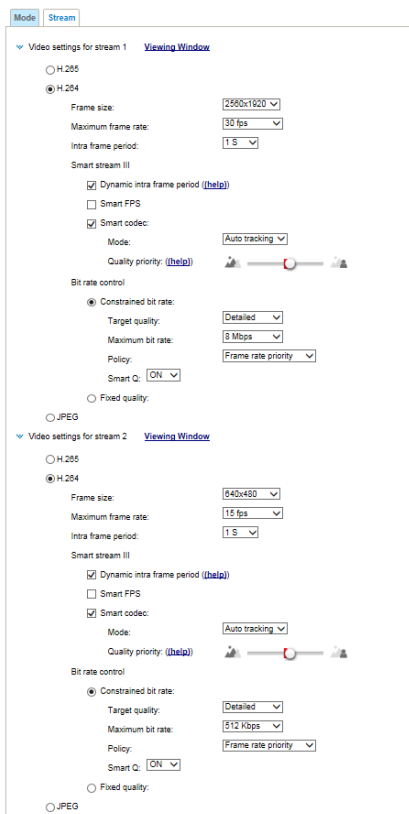 Mode Stream
Video settings for stream 1 Viewing Window
H.265
H.264
Frame size: 2560x1920
Maximum frame rate: 30 fps
Intra frame period: 1 S
Smart stream III
Dynamic intra frame period ((help))
Smart FPS
Smart codec:
Mode: Auto tracking
Quality priority: ((help))
Bit rate control
Constrained bit rate:
Target quality: Detailed
Maximum bit rate: 8 Mbps
Policy: Frame rate priority
Smart Q: ON
Fixed quality:
JPEG
Video settings for stream 2 Viewing Window
H.265
H.264
Frame size: 640x480
Maximum frame rate: 15 fps
Intra frame period: 1 S
Smart stream III
Dynamic intra frame period ((help))
Smart FPS
Smart codec:
Mode: Auto tracking
Quality priority: ((help))
Bit rate control
Constrained bit rate:
Target quality: Detailed
Maximum bit rate: 512 Kbps
Policy: Frame rate priority
Smart Q: ON
Fixed quality:
JPEG